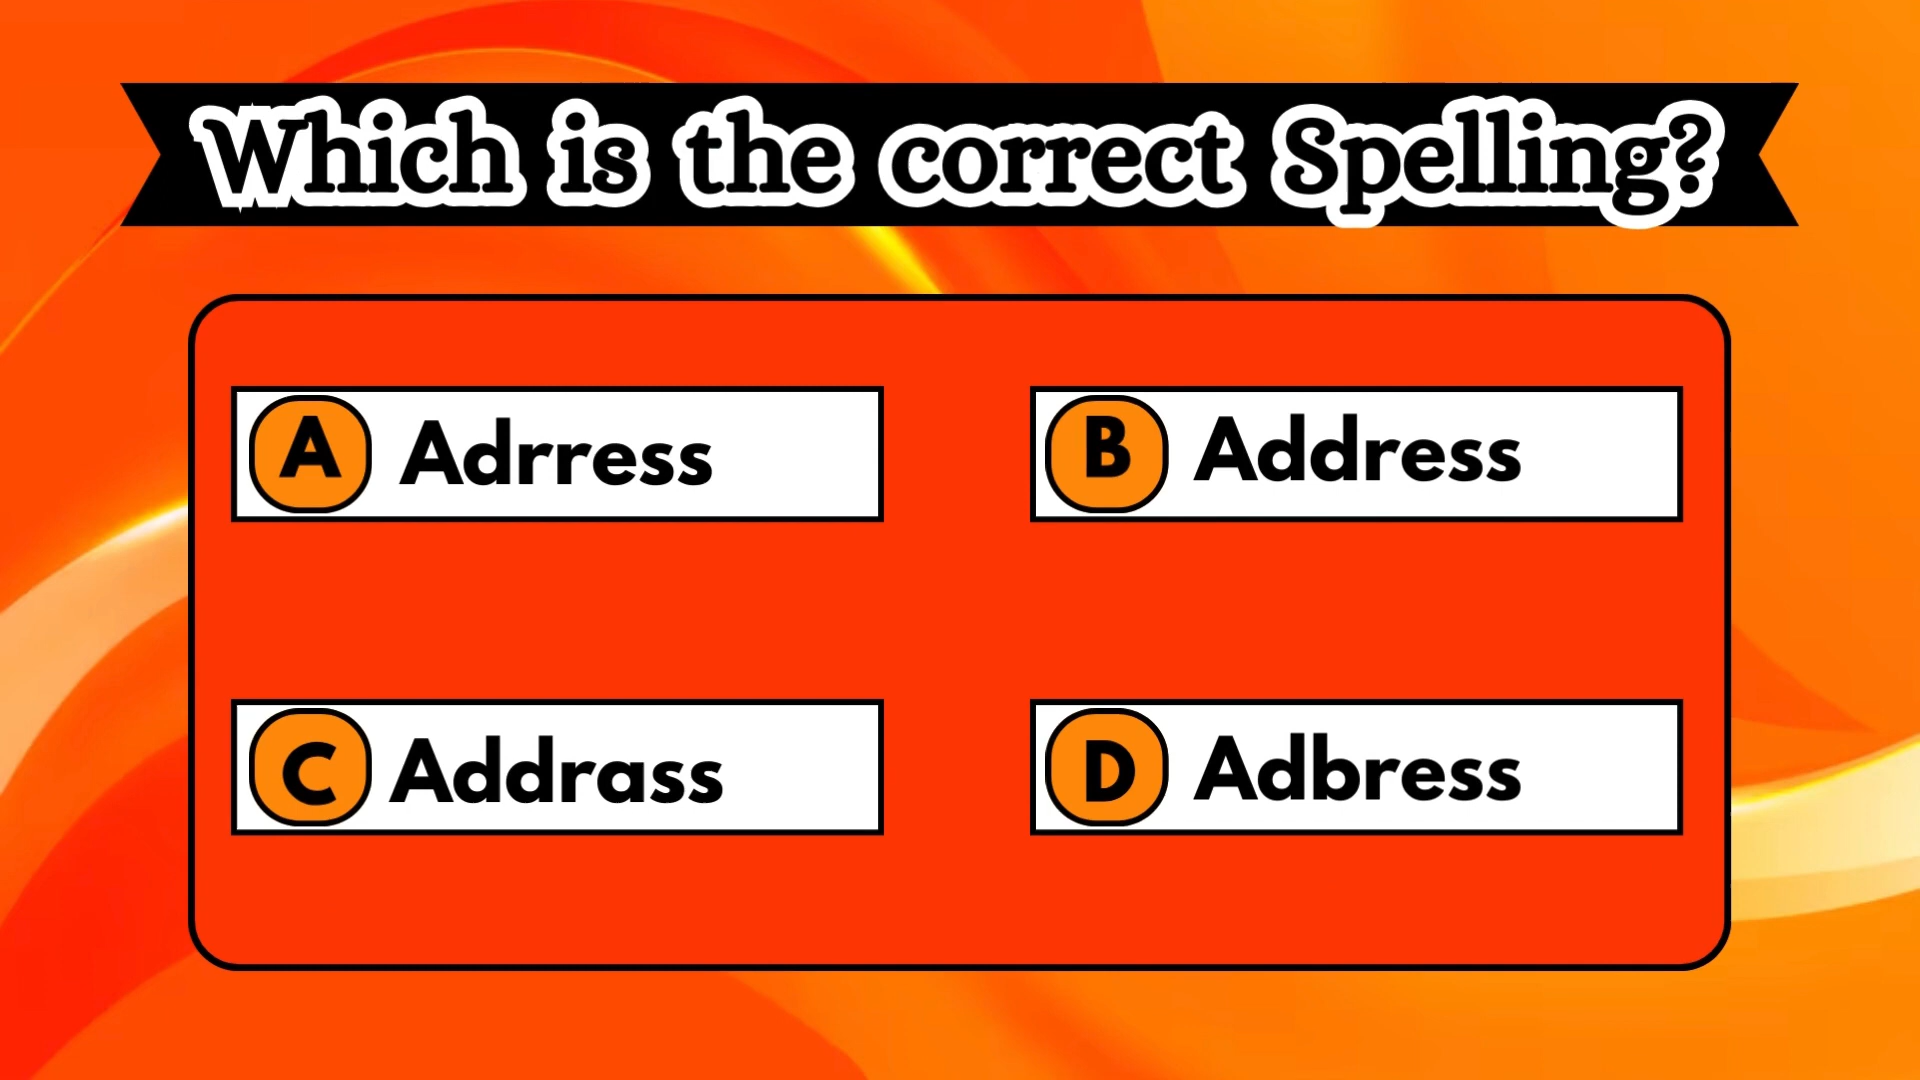 Which is the correct Spelling?
A Adrress
B Address
C Addrass
D Adbress